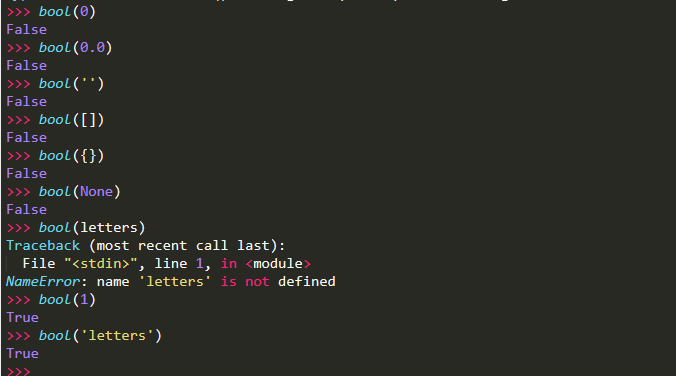 >>> bool(0)
False
>>> bool(0.0)
False
>>> bool('')
False
>>> bool([])
False
>>> bool({})
False
>>> bool(None)
False
>>> bool(letters)
Traceback (most recent call last):
  File "<stdin>", line 1, in <module>
NameError: name 'letters' is not defined
>>> bool(1)
True
>>> bool('letters')
True
>>>